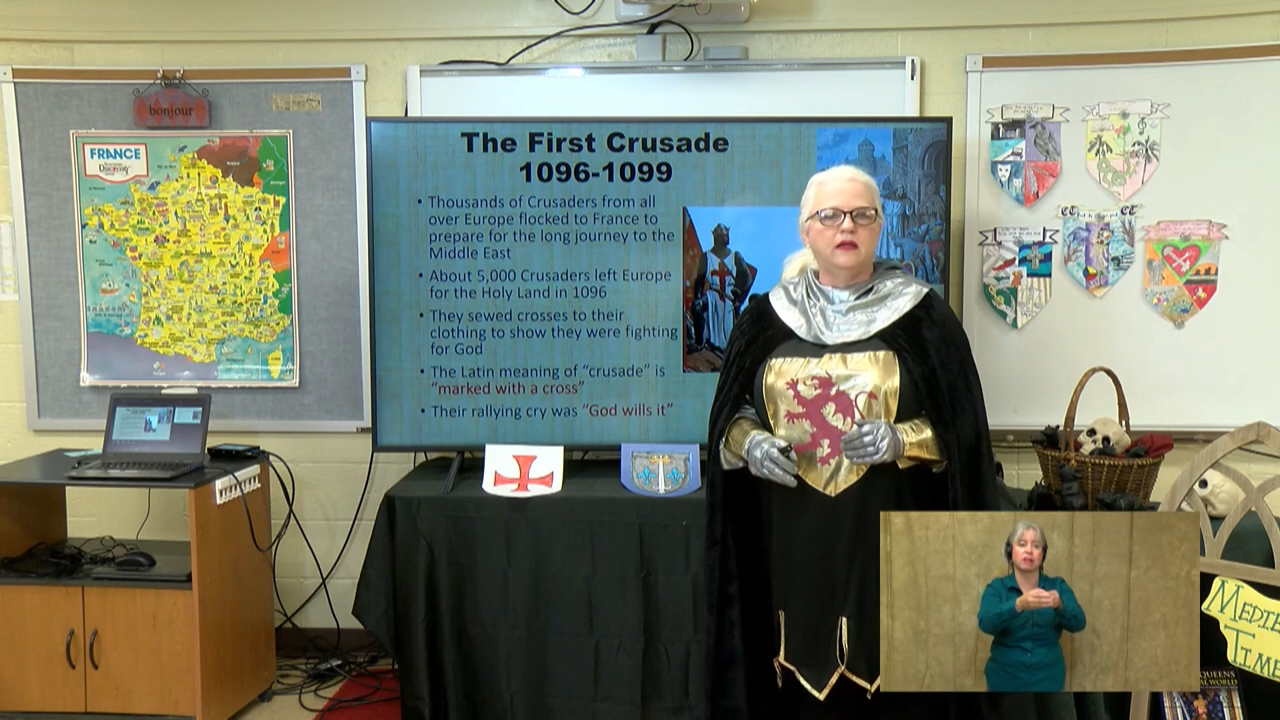 bonjour
FRANCE
Discovery
The First Crusade
1096-1099
• Thousands of Crusaders from all
over Europe flocked to France to
prepare for the long journey to the
Middle East
• About 5,000 Crusaders left Europe
for the Holy Land in 1096
• They sewed crosses to their
clothing to show they were fighting
for God
• The Latin meaning of “crusade” is
“marked with a cross”
• Their rallying cry was “God wills it”
MEDIE
TIME
QUEENS
WORLD